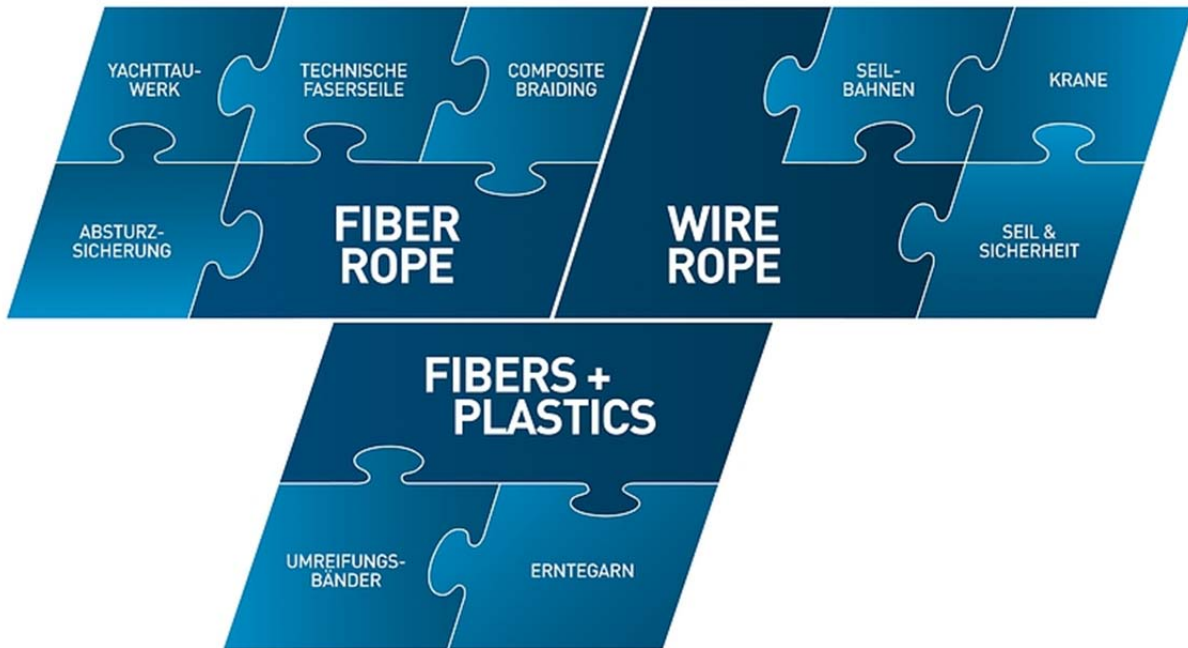 YACHTTAU-
WERK
TECHNISCHE
FASERSEILE
COMPOSITE
BRAIDING
SEIL-
BAHNEN
KRANE
ABSTURZ-
SICHERUNG
FIBER
ROPE
WIRE
ROPE
SEIL &
SICHERHEIT
FIBERS +
PLASTICS
UMREIFUNGS-
BÄNDER
ERNTEGARN